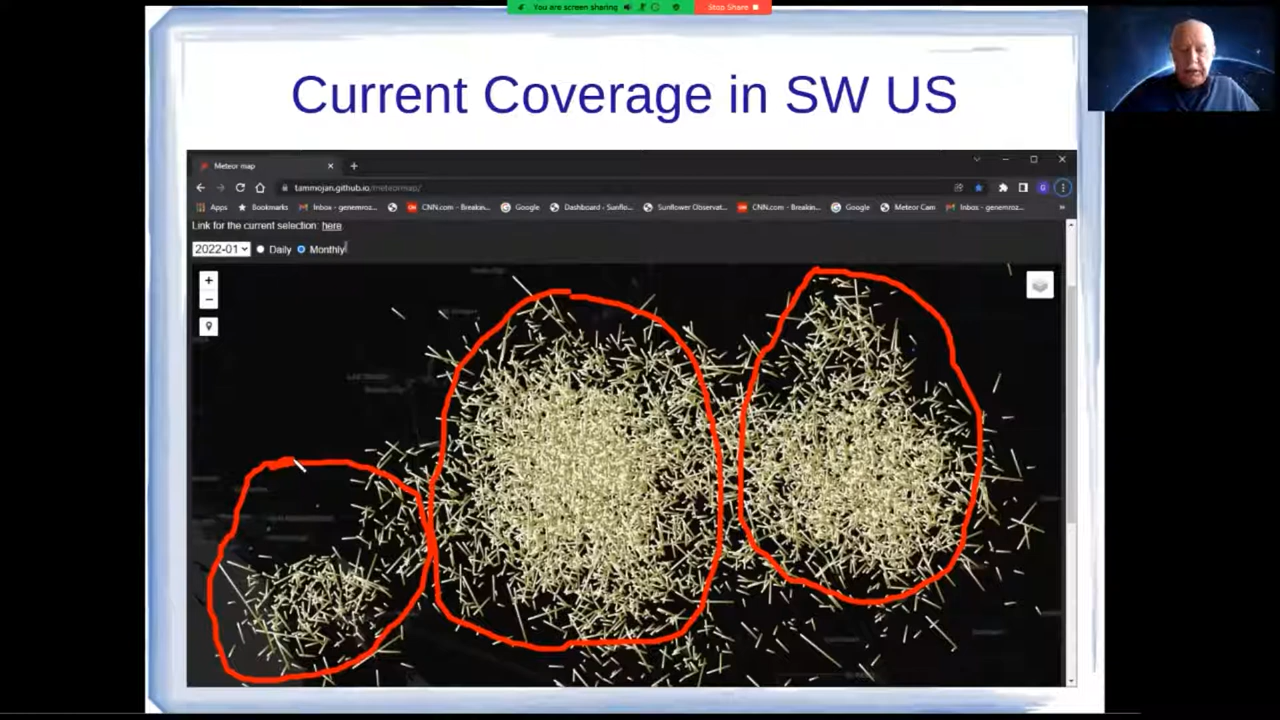 You are screen sharing
Stop Share
Current Coverage in SW US
Meteor map
tammojan.github.io/meteormap/
Apps Bookmarks Inbox - genemroz... CNN.com - Breakin... Google Dashboard - Sunflo... Sunflower Observat... CNN.com - Breakin... Google Meteor Cam Inbox - genemroz... »
Link for the current selection: here.
2022-01 Daily Monthly
+
−